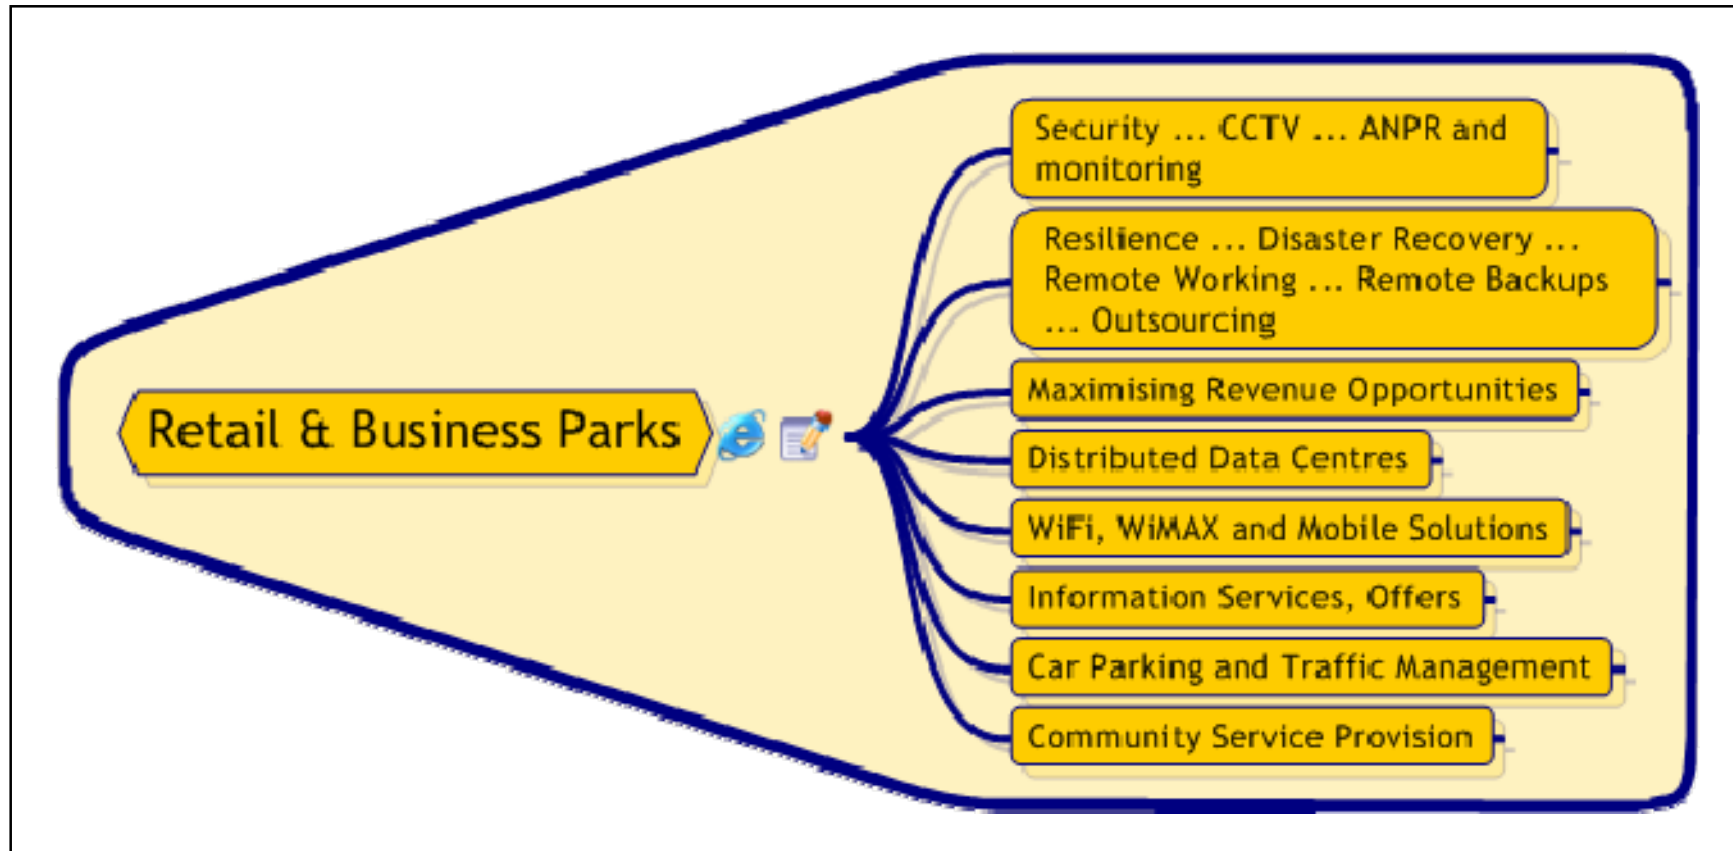 Security ... CCTV ... ANPR and
monitoring
Resilience ... Disaster Recovery ...
Remote Working ... Remote Backups
... Outsourcing
Retail & Business Parks
Maximising Revenue Opportunities
Distributed Data Centres
WiFi, WiMAX and Mobile Solutions
Information Services, Offers
Car Parking and Traffic Management
Community Service Provision